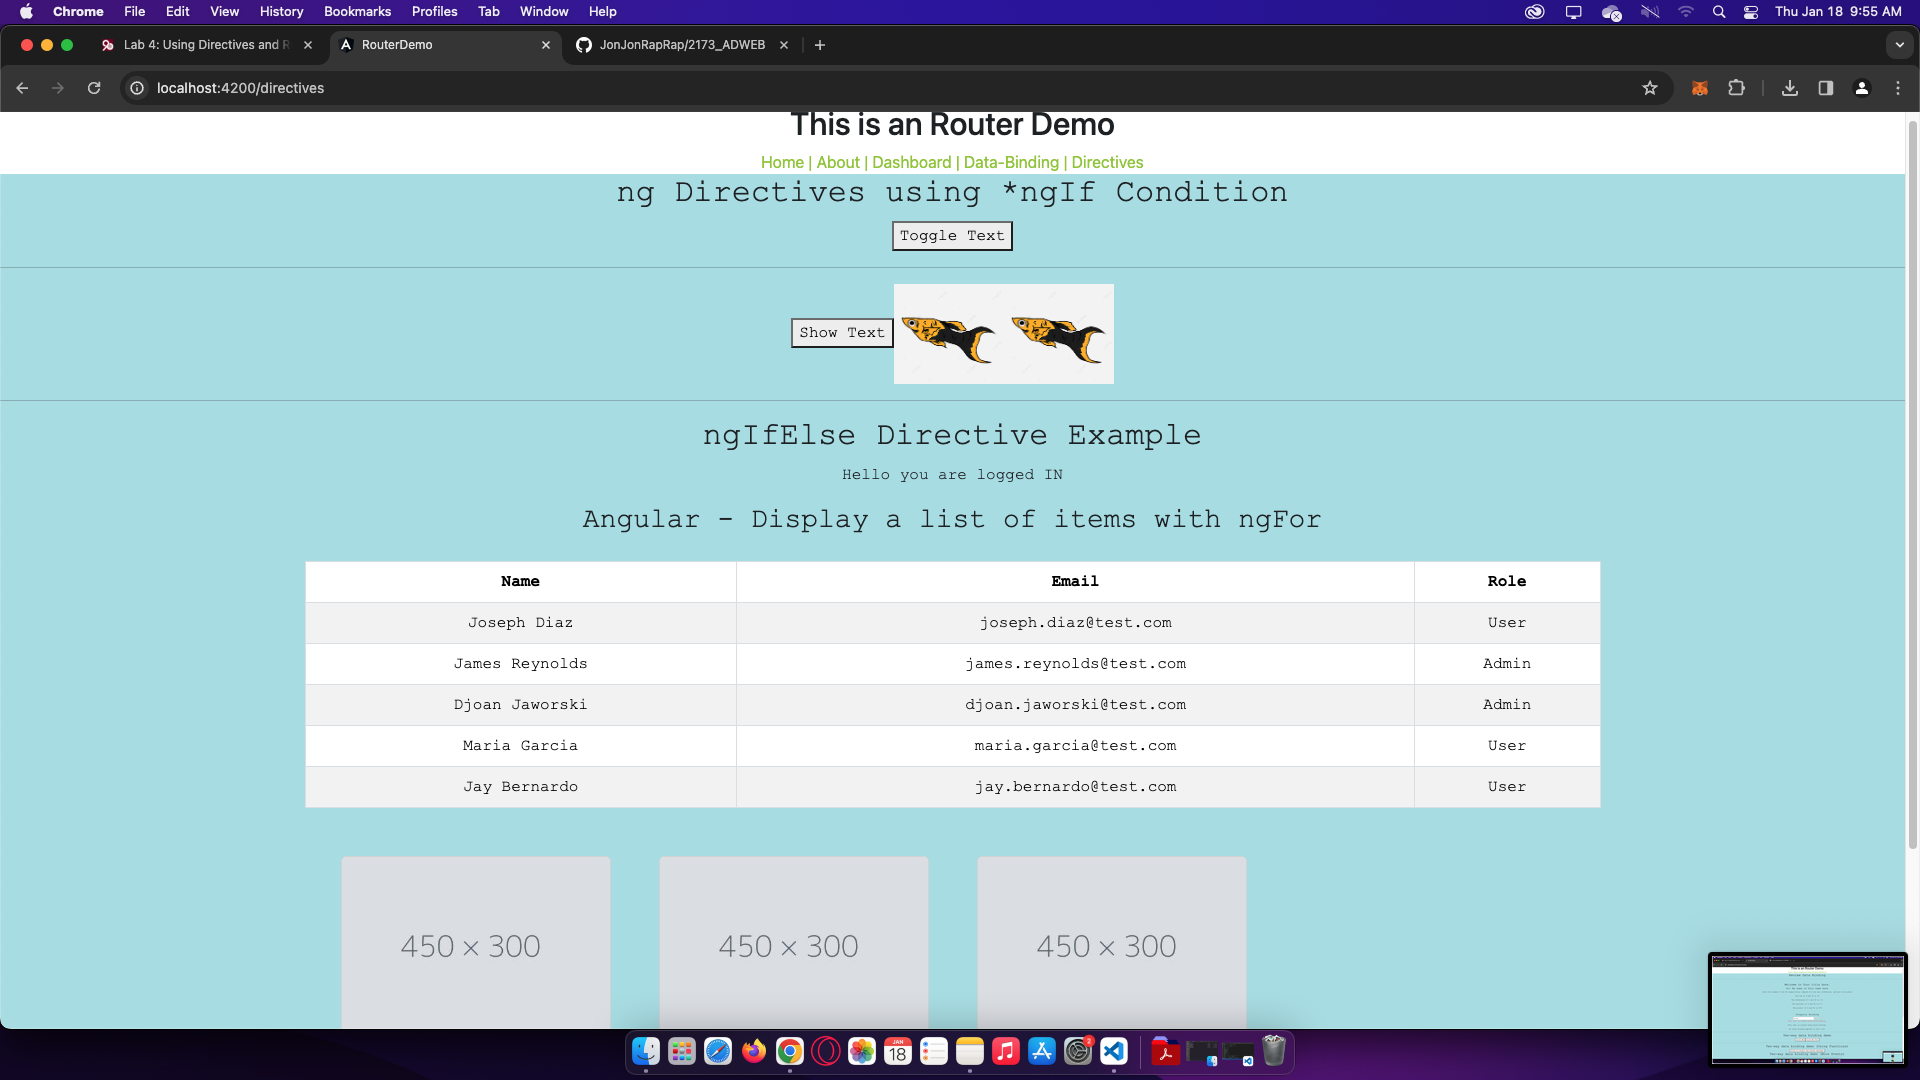 Chrome File Edit View History Bookmarks Profiles Tab Window Help Thu Jan 18 9:55 AM
Lab 4: Using Directives and R RouterDemo JonJonRapRap/2173_ADWEB
localhost:4200/directives
This is an Router Demo
Home | About | Dashboard | Data-Binding | Directives
ng Directives using *ngIf Condition
Toggle Text
Show Text
ngIfElse Directive Example
Hello you are logged IN
Angular - Display a list of items with ngFor
Name Email Role
Joseph Diaz joseph.diaz@test.com User
James Reynolds james.reynolds@test.com Admin
Djoan Jaworski djoan.jaworski@test.com Admin
Maria Garcia maria.garcia@test.com User
Jay Bernardo jay.bernardo@test.com User
450 × 300 450 × 300 450 × 300
JAN
18
2